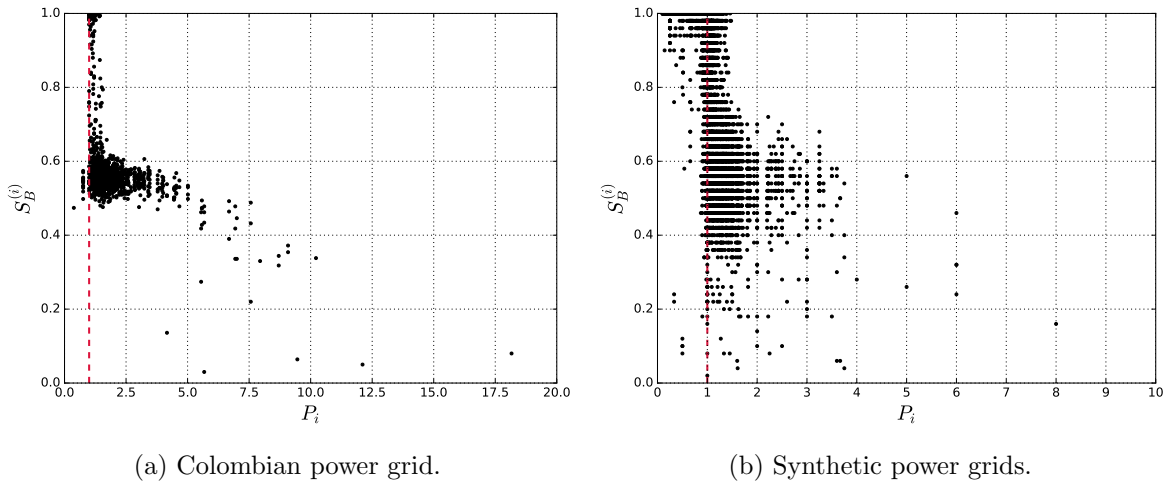 1.0
0.8
0.6
0.4
0.2
0.0
S_B^{(i)}
0.0 2.5 5.0 7.5 10.0 12.5 15.0 17.5 20.0
P_i
(a) Colombian power grid.
1.0
0.8
0.6
0.4
0.2
0.0
S_B^{(i)}
0 1 2 3 4 5 6 7 8 9 10
P_i
(b) Synthetic power grids.